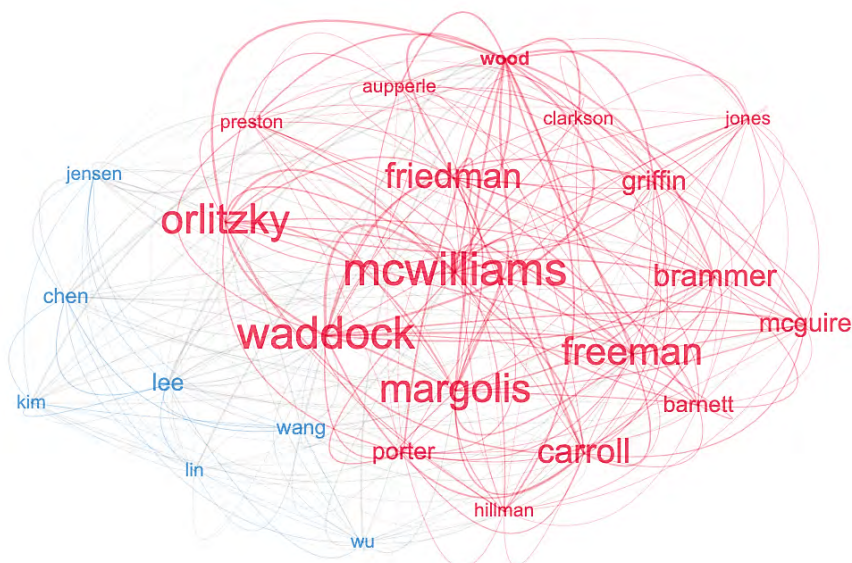 wood
aupperle
preston
clarkson
jones
jensen
friedman
griffin
orlitzky
mcwilliams
brammer
chen
mcguire
waddock
freeman
lee
margolis
kim
barnett
wang
porter
carroll
lin
hillman
wu